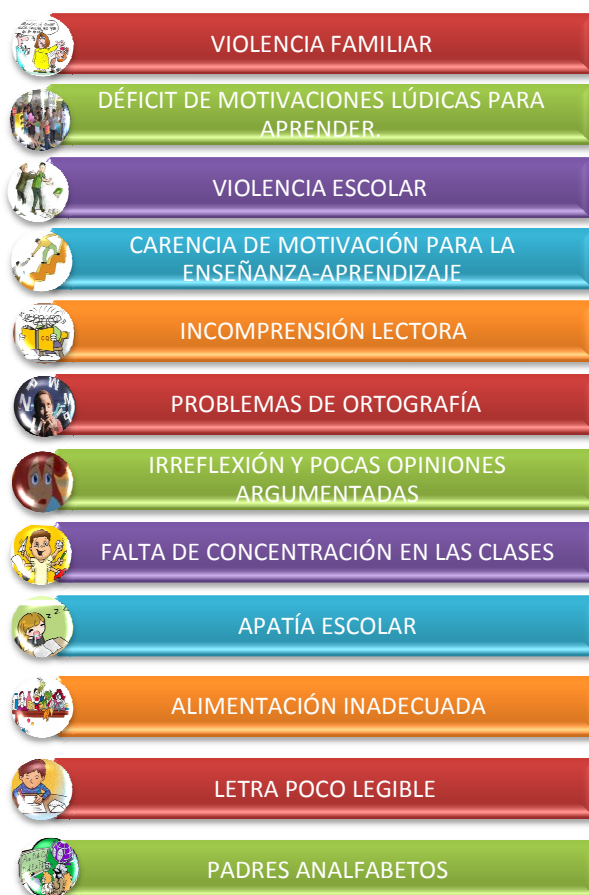 VIOLENCIA FAMILIAR
DÉFICIT DE MOTIVACIONES LÚDICAS PARA
APRENDER.
VIOLENCIA ESCOLAR
CARENCIA DE MOTIVACIÓN PARA LA
ENSEÑANZA-APRENDIZAJE
INCOMPRENSIÓN LECTORA
PROBLEMAS DE ORTOGRAFÍA
IRREFLEXIÓN Y POCAS OPINIONES
ARGUMENTADAS
FALTA DE CONCENTRACIÓN EN LAS CLASES
APATÍA ESCOLAR
ALIMENTACIÓN INADECUADA
LETRA POCO LEGIBLE
PADRES ANALFABETOS